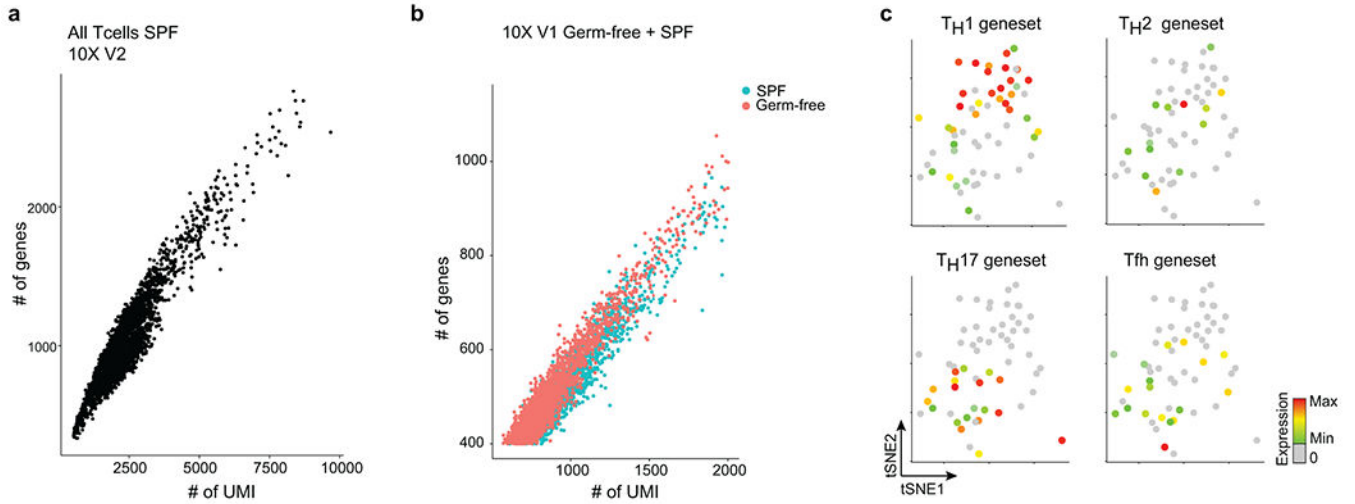 a
All Tcells SPF
10X V2
# of genes
2000
1000
2500
5000
7500
10000
# of UMI
b
10X V1 Germ-free + SPF
SPF
Germ-free
# of genes
1000
800
600
400
1000
1500
2000
# of UMI
c
TH1 geneset
TH2 geneset
TH17 geneset
Tfh geneset
tSNE2
tSNE1
Expression
Max
Min
0